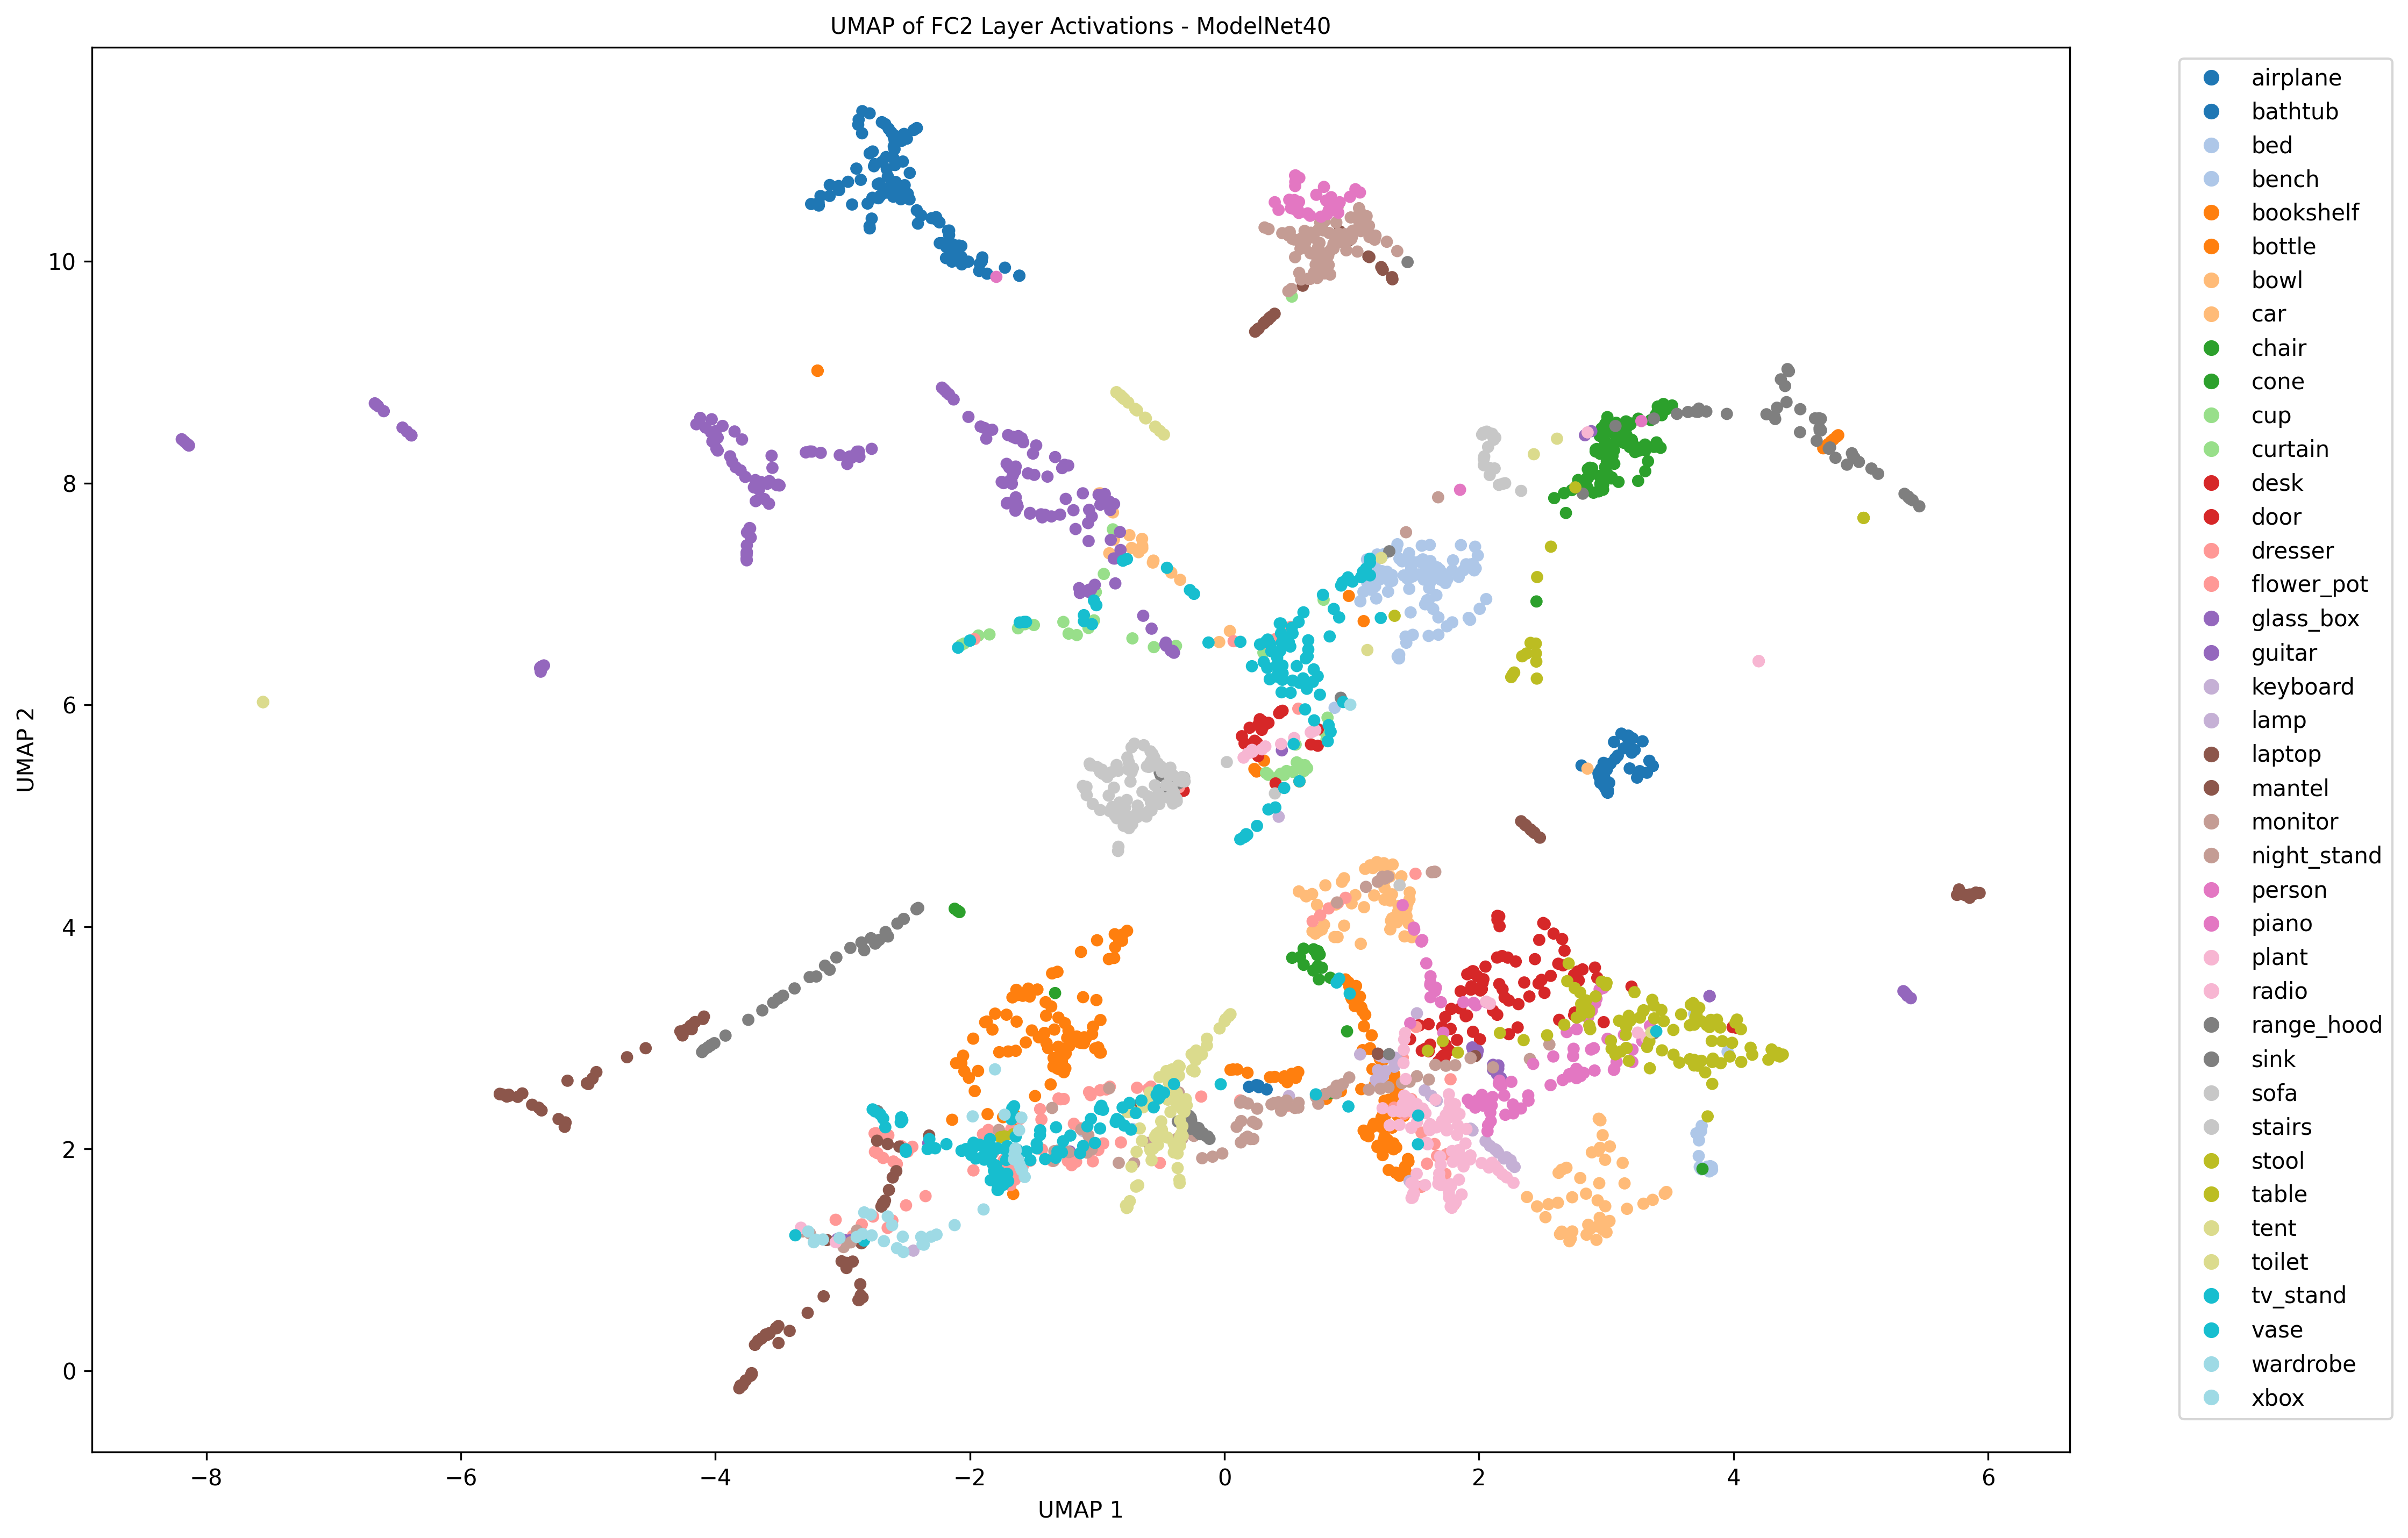 UMAP of FC2 Layer Activations - ModelNet40
10
8
6
4
2
0
UMAP 2
−8
−6
−4
−2
0
2
4
6
UMAP 1
airplane
bathtub
bed
bench
bookshelf
bottle
bowl
car
chair
cone
cup
curtain
desk
door
dresser
flower_pot
glass_box
guitar
keyboard
lamp
laptop
mantel
monitor
night_stand
person
piano
plant
radio
range_hood
sink
sofa
stairs
stool
table
tent
toilet
tv_stand
vase
wardrobe
xbox